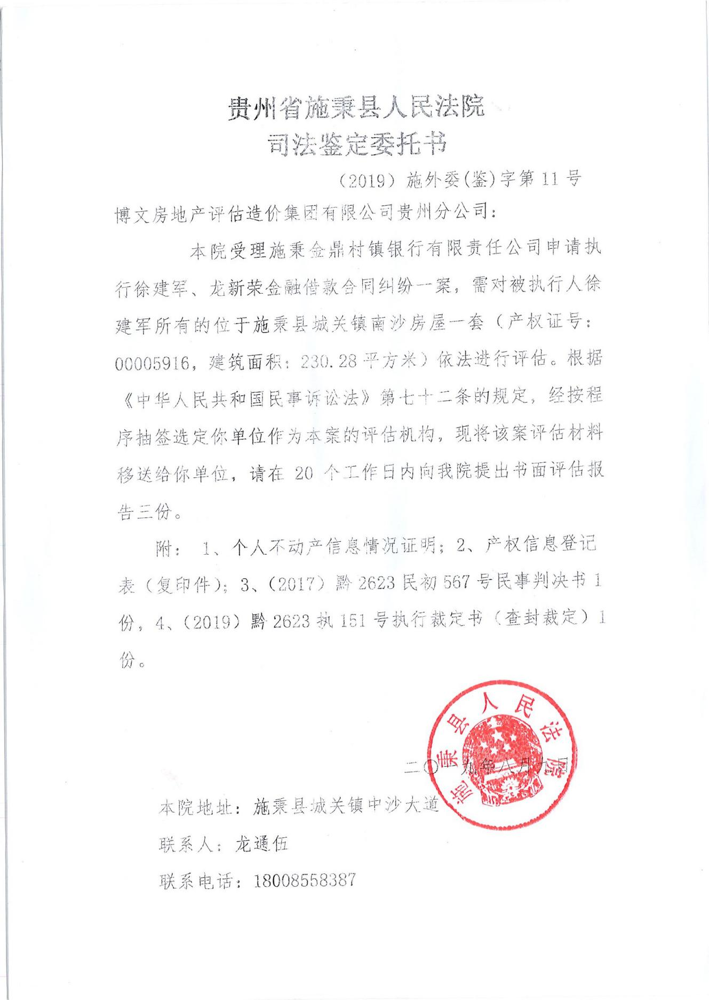 贵州省施秉县人民法院
司法鉴定委托书
（2019）施外委(鉴)字第 11 号
博文房地产评估造价集团有限公司贵州分公司：
本院受理施秉金鼎村镇银行有限责任公司申请执
行徐建军、龙新荣金融借款合同纠纷一案，需对被执行人徐
建军所有的位于施秉县城关镇南沙房屋一套（产权证号：
00005916，建筑面积：230.28 平方米）依法进行评估。根据
《中华人民共和国民事诉讼法》第七十二条的规定，经按程
序抽签选定你单位作为本案的评估机构，现将该案评估材料
移送给你单位，请在 20 个工作日内向我院提出书面评估报
告三份。
附： 1、个人不动产信息情况证明；2、产权信息登记
表（复印件）；3、（2017）黔 2623 民初 567 号民事判决书 1
份，4、（2019）黔 2623 执 151 号执行裁定书（查封裁定）1
份。
施秉县人民法院
二〇一九年八月九日
本院地址：施秉县城关镇中沙大道
联系人：龙通伍
联系电话：18008558387